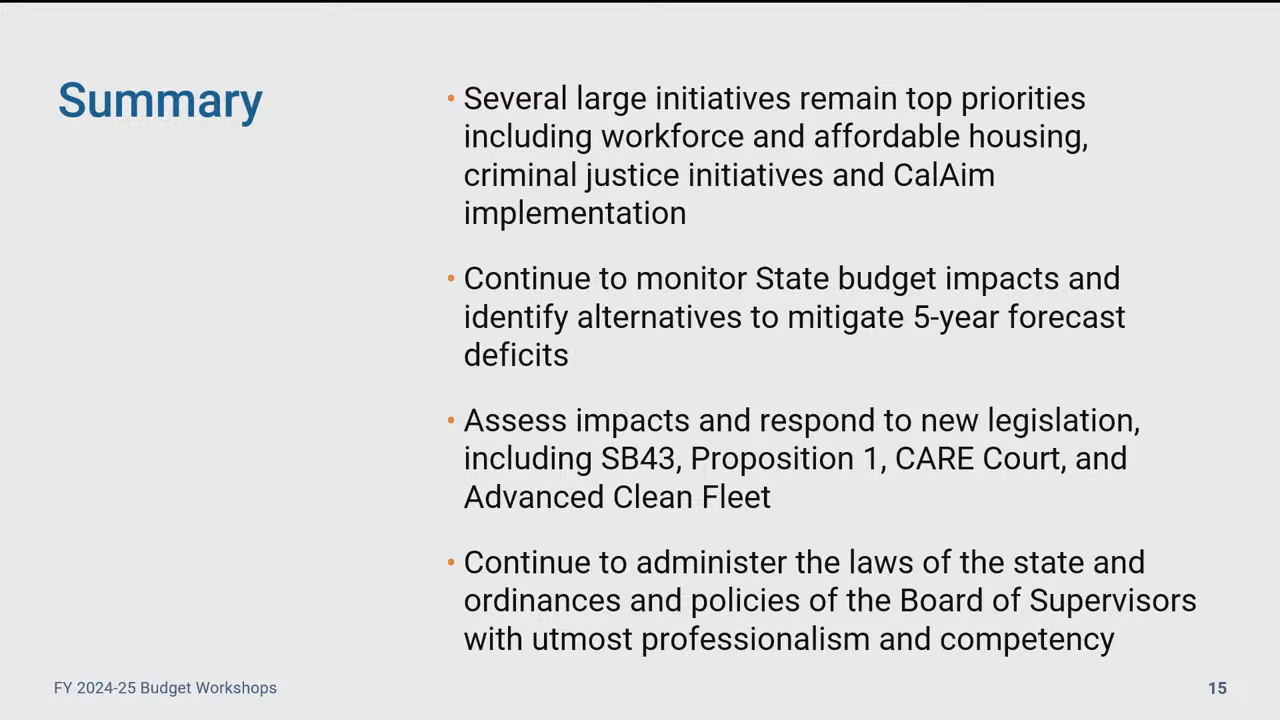 Summary
• Several large initiatives remain top priorities
including workforce and affordable housing,
criminal justice initiatives and CalAim
implementation
• Continue to monitor State budget impacts and
identify alternatives to mitigate 5-year forecast
deficits
• Assess impacts and respond to new legislation,
including SB43, Proposition 1, CARE Court, and
Advanced Clean Fleet
• Continue to administer the laws of the state and
ordinances and policies of the Board of Supervisors
with utmost professionalism and competency
FY 2024-25 Budget Workshops
15